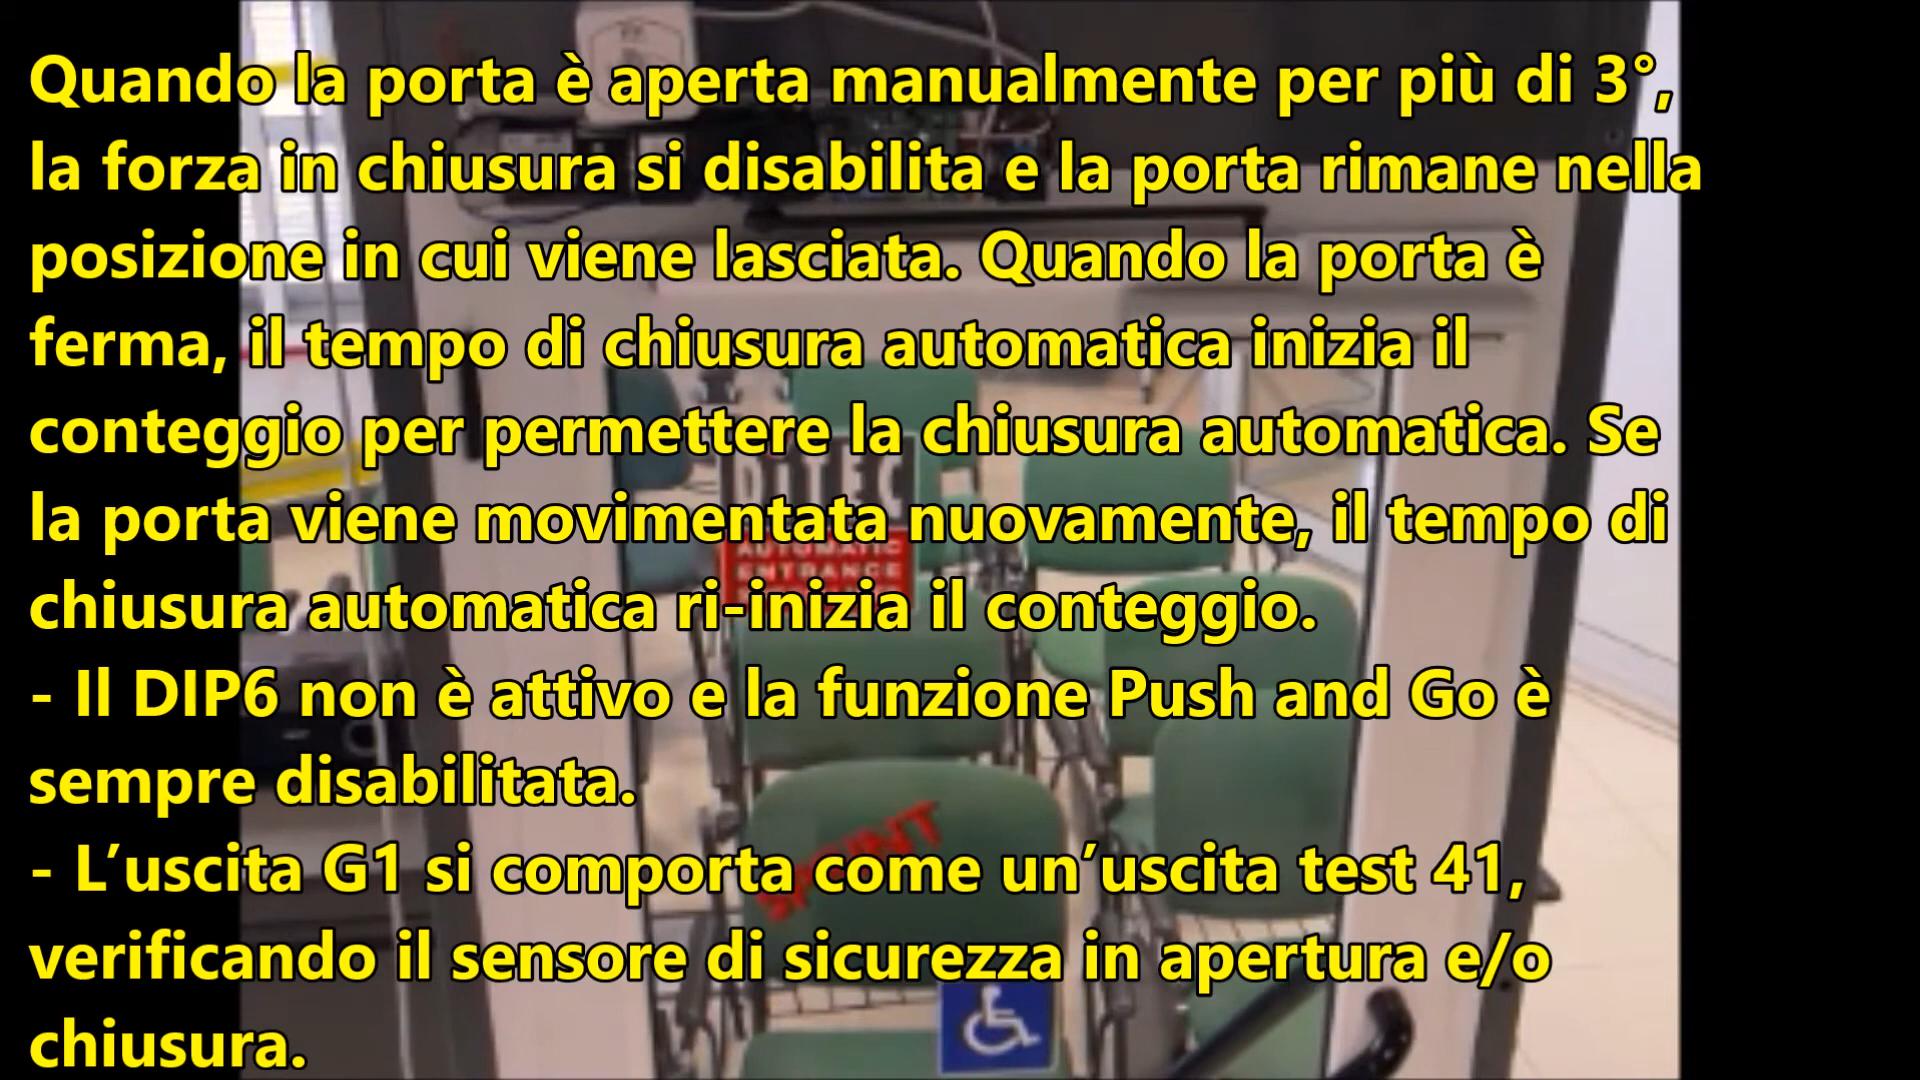 Quando la porta è aperta manualmente per più di 3°,
la forza in chiusura si disabilita e la porta rimane nella
posizione in cui viene lasciata. Quando la porta è
ferma, il tempo di chiusura automatica inizia il
conteggio per permettere la chiusura automatica. Se
la porta viene movimentata nuovamente, il tempo di
chiusura automatica ri-inizia il conteggio.
- Il DIP6 non è attivo e la funzione Push and Go è
sempre disabilitata.
- L’uscita G1 si comporta come un’uscita test 41,
verificando il sensore di sicurezza in apertura e/o
chiusura.
DITEC
AUTOMATIC
ENTRANCE
SPRINT